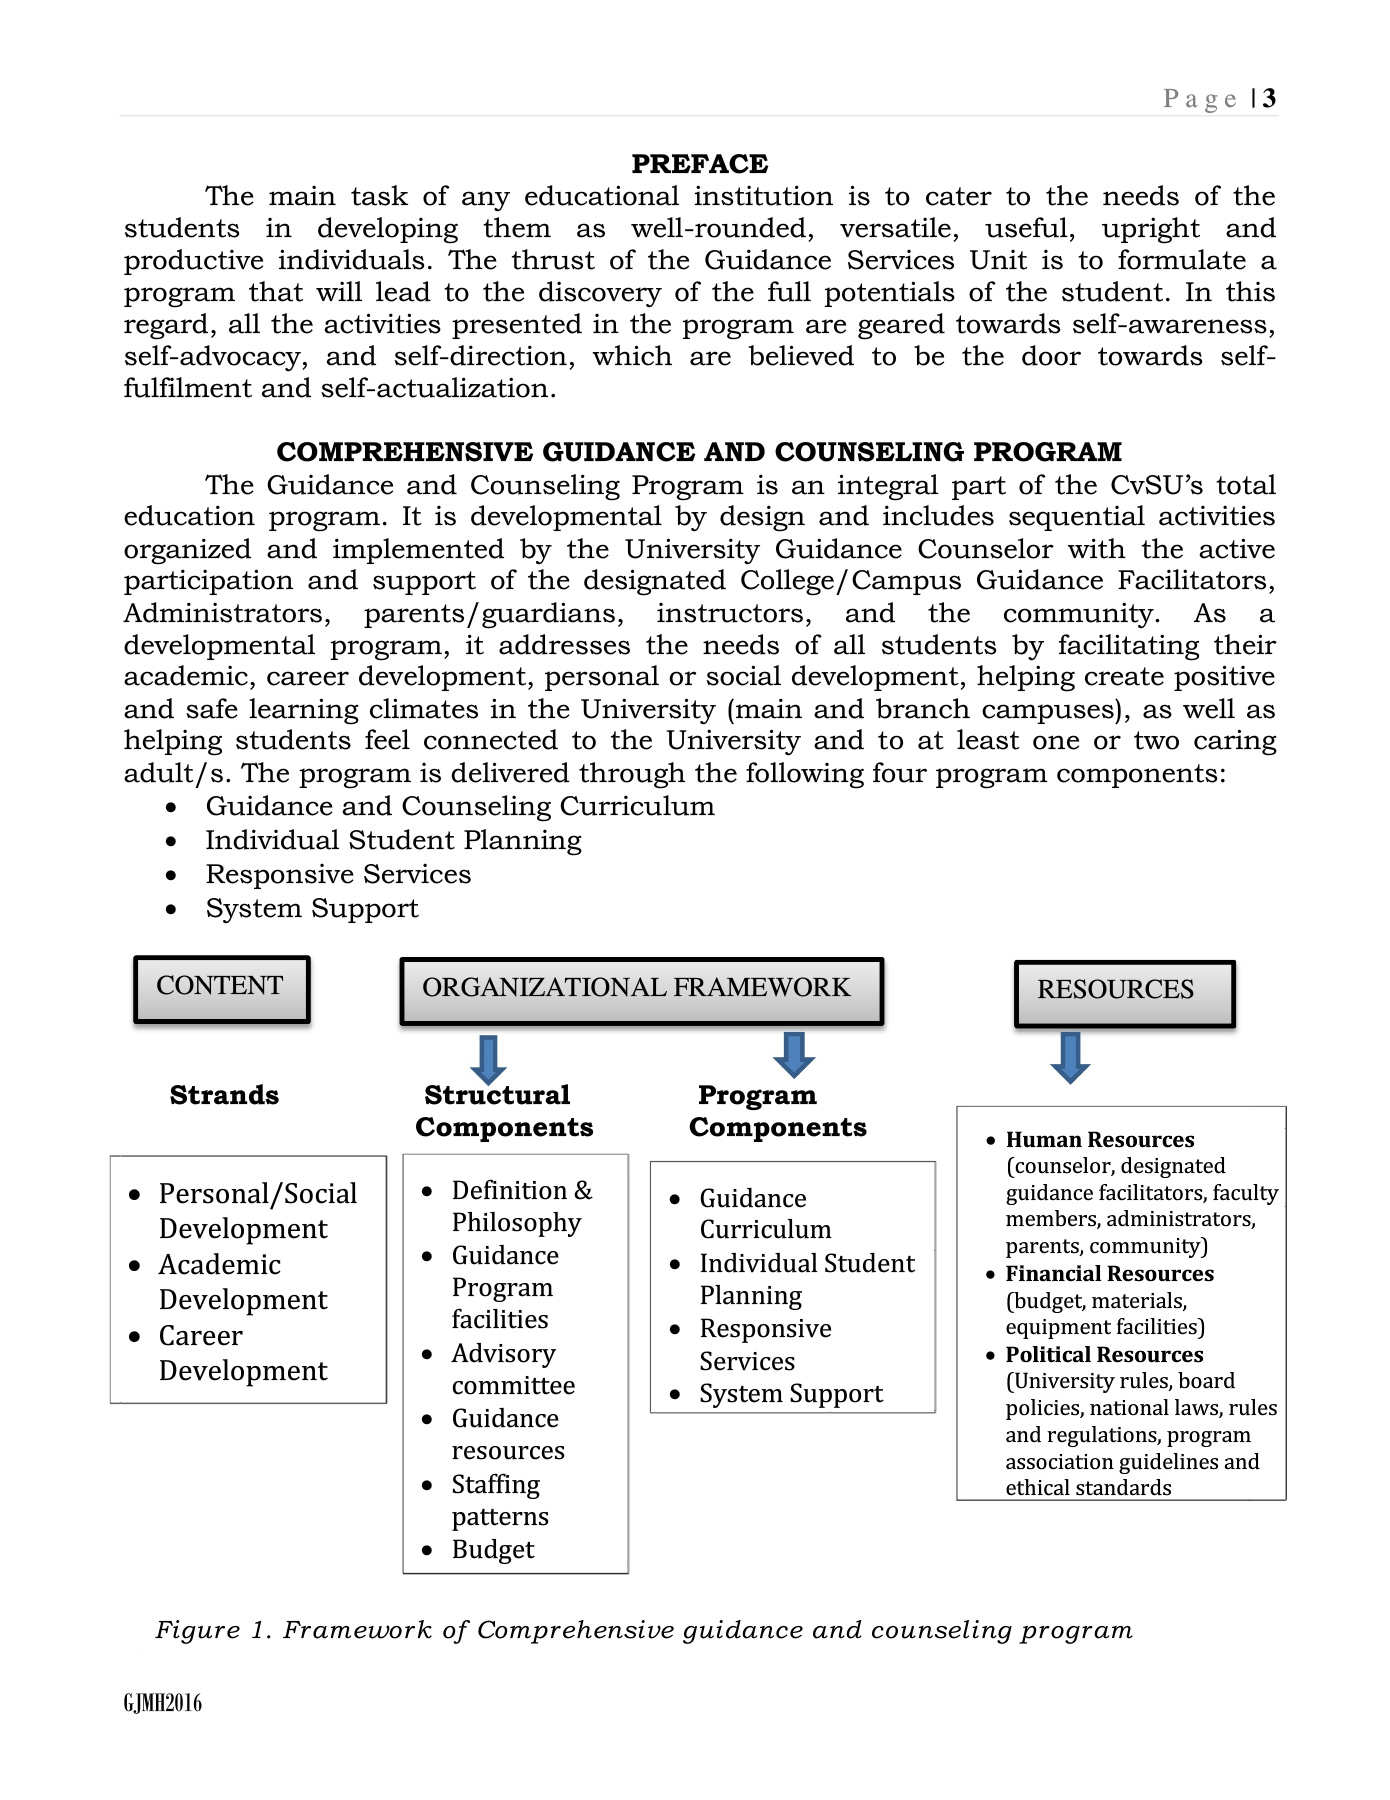 Page |3
PREFACE
The main task of any educational institution is to cater to the needs of the
students in developing them as well-rounded, versatile, useful, upright and
productive individuals. The thrust of the Guidance Services Unit is to formulate a
program that will lead to the discovery of the full potentials of the student. In this
regard, all the activities presented in the program are geared towards self-awareness,
self-advocacy, and self-direction, which are believed to be the door towards self-
fulfilment and self-actualization.
COMPREHENSIVE GUIDANCE AND COUNSELING PROGRAM
The Guidance and Counseling Program is an integral part of the CvSU’s total
education program. It is developmental by design and includes sequential activities
organized and implemented by the University Guidance Counselor with the active
participation and support of the designated College/Campus Guidance Facilitators,
Administrators, parents/guardians, instructors, and the community. As a
developmental program, it addresses the needs of all students by facilitating their
academic, career development, personal or social development, helping create positive
and safe learning climates in the University (main and branch campuses), as well as
helping students feel connected to the University and to at least one or two caring
adult/s. The program is delivered through the following four program components:
• Guidance and Counseling Curriculum
• Individual Student Planning
• Responsive Services
• System Support
CONTENT
Strands
• Personal/Social
Development
• Academic
Development
• Career
Development
ORGANIZATIONAL FRAMEWORK
Structural
Components
• Definition &
Philosophy
• Guidance
Program
facilities
• Advisory
committee
• Guidance
resources
• Staffing
patterns
• Budget
Program
Components
• Guidance
Curriculum
• Individual Student
Planning
• Responsive
Services
• System Support
RESOURCES
• Human Resources
(counselor, designated
guidance facilitators, faculty
members, administrators,
parents, community)
• Financial Resources
(budget, materials,
equipment facilities)
• Political Resources
(University rules, board
policies, national laws, rules
and regulations, program
association guidelines and
ethical standards
Figure 1. Framework of Comprehensive guidance and counseling program
GJMH2016